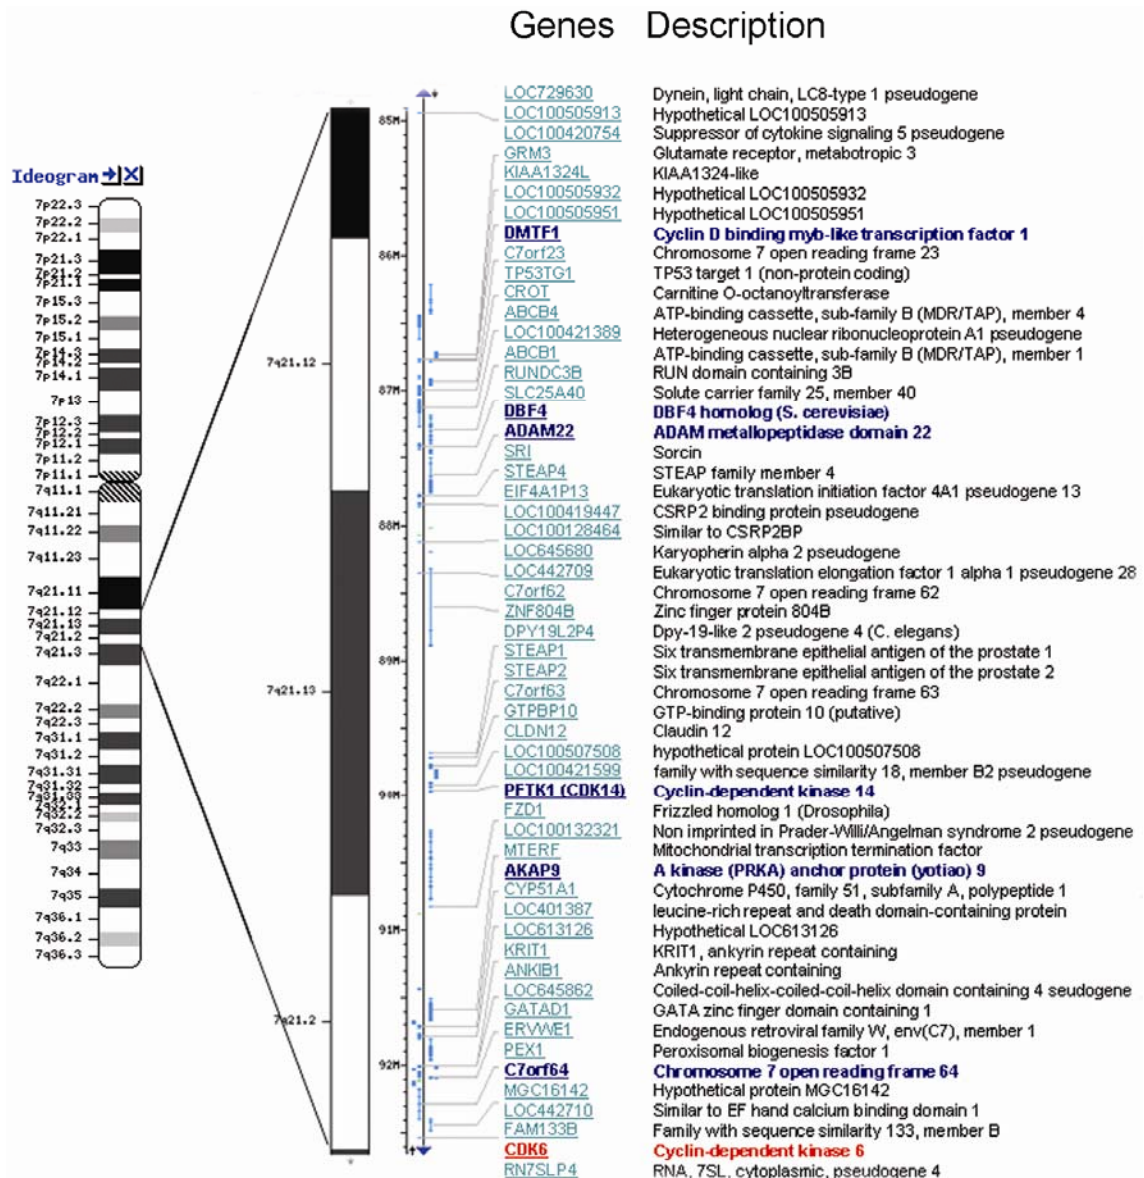 Genes Description
LOC729630 Dynein, light chain, LC8-type 1 pseudogene
LOC100505913 Hypothetical LOC100505913
LOC100420754 Suppressor of cytokine signaling 5 pseudogene
GRM3 Glutamate receptor, metabotropic 3
KIAA1324L KIAA1324-like
LOC100505932 Hypothetical LOC100505932
LOC100505951 Hypothetical LOC100505951
DMTF1 Cyclin D binding myb-like transcription factor 1
C7orf23 Chromosome 7 open reading frame 23
TP53TG1 TP53 target 1 (non-protein coding)
CROT Carnitine O-octanoyltransferase
ABCB4 ATP-binding cassette, sub-family B (MDR/TAP), member 4
LOC100421389 Heterogeneous nuclear ribonucleoprotein A1 pseudogene
ABCB1 ATP-binding cassette, sub-family B (MDR/TAP), member 1
RUNDC3B RUN domain containing 3B
SLC25A40 Solute carrier family 25, member 40
DBF4 DBF4 homolog (S. cerevisiae)
ADAM22 ADAM metallopeptidase domain 22
SRI Sorcin
STEAP4 STEAP family member 4
EIF4A1P13 Eukaryotic translation initiation factor 4A1 pseudogene 13
LOC100419447 CSRP2 binding protein pseudogene
LOC100128464 Similar to CSRP2BP
LOC645680 Karyopherin alpha 2 pseudogene
LOC442709 Eukaryotic translation elongation factor 1 alpha 1 pseudogene 28
C7orf62 Chromosome 7 open reading frame 62
ZNF804B Zinc finger protein 804B
DPY19L2P4 Dpy-19-like 2 pseudogene 4 (C. elegans)
STEAP1 Six transmembrane epithelial antigen of the prostate 1
STEAP2 Six transmembrane epithelial antigen of the prostate 2
C7orf63 Chromosome 7 open reading frame 63
GTPBP10 GTP-binding protein 10 (putative)
CLDN12 Claudin 12
LOC100507508 hypothetical protein LOC100507508
LOC100421599 family with sequence similarity 18, member B2 pseudogene
PFTK1 (CDK14) Cyclin-dependent kinase 14
FZD1 Frizzled homolog 1 (Drosophila)
LOC100132321 Non imprinted in Prader-Willi/Angelman syndrome 2 pseudogene
MTERF Mitochondrial transcription termination factor
AKAP9 A kinase (PRKA) anchor protein (yotiao) 9
CYP51A1 Cytochrome P450, family 51, subfamily A, polypeptide 1
LOC401387 leucine-rich repeat and death domain-containing protein
LOC613126 Hypothetical LOC613126
KRIT1 KRIT1, ankyrin repeat containing
ANKIB1 Ankyrin repeat containing
LOC645862 Coiled-coil-helix-coiled-coil-helix domain containing 4 seudogene
GATAD1 GATA zinc finger domain containing 1
ERVWE1 Endogenous retroviral family W, env(C7), member 1
PEX1 Peroxisomal biogenesis factor 1
C7orf64 Chromosome 7 open reading frame 64
MGC16142 Hypothetical protein MGC16142
LOC442710 Similar to EF hand calcium binding domain 1
FAM133B Family with sequence similarity 133, member B
CDK6 Cyclin-dependent kinase 6
RN7SLP4 RNA, 7SL, cytoplasmic, pseudogene 4
Ideogram
7p22.3
7p22.2
7p22.1
7p21.3
7p21.2
7p21.1
7p15.3
7p15.2
7p15.1
7p14.3
7p14.2
7p14.1
7p13
7p12.3
7p12.2
7p12.1
7p11.2
7p11.1
7q11.1
7q11.21
7q11.22
7q11.23
7q21.11
7q21.12
7q21.13
7q21.2
7q21.3
7q22.1
7q22.2
7q22.3
7q31.1
7q31.2
7q31.31
7q31.32
7q31.33
7q32.1
7q32.2
7q32.3
7q33
7q34
7q35
7q36.1
7q36.2
7q36.3
7q21.12
7q21.13
7q21.2
85M
86M
87M
88M
89M
90M
91M
92M